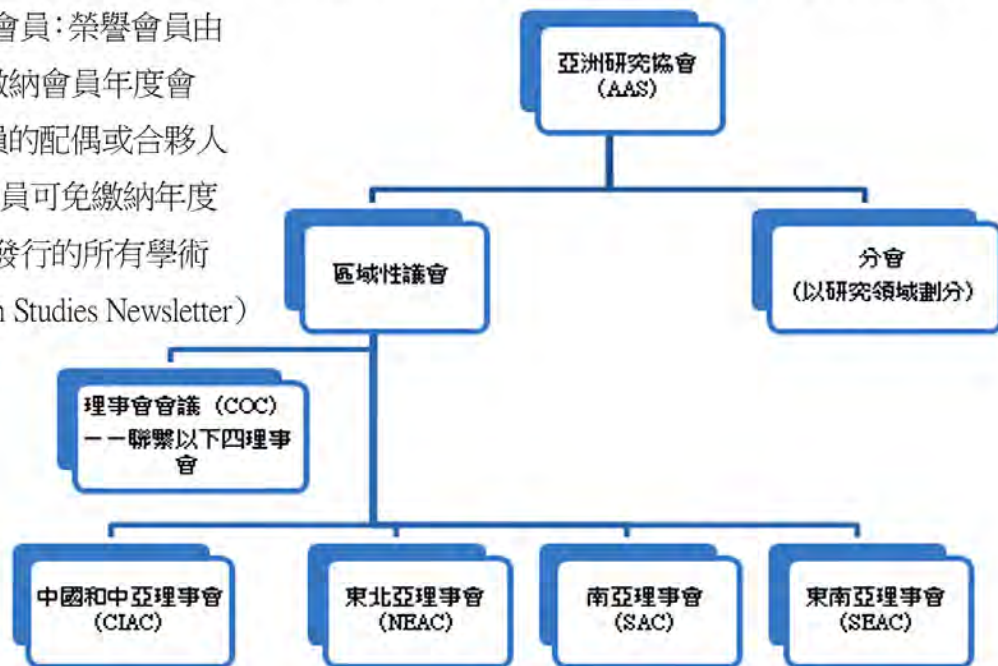 會員：榮譽會員由
繳納會員年度會
員的配偶或合夥人
員可免繳納年度
發行的所有學術
n Studies Newsletter）
亞洲研究協會
(AAS)
區域性議會
分會
(以研究領域劃分)
理事會會議（COC）
－－聯繫以下四理事
會
中國和中亞理事會
(CIAC)
東北亞理事會
(NEAC)
南亞理事會
(SAC)
東南亞理事會
(SEAC)